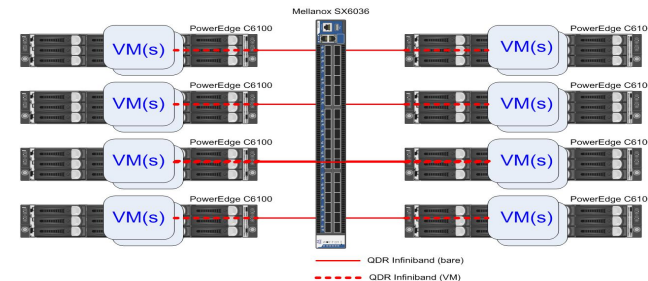 Mellanox SX6036
PowerEdge C6100
PowerEdge C610
VM(s)
VM(s)
PowerEdge C6100
PowerEdge C610
VM(s)
VM(s)
PowerEdge C6100
PowerEdge C610
VM(s)
VM(s)
PowerEdge C6100
PowerEdge C610
VM(s)
VM(s)
QDR Infiniband (bare)
QDR Infiniband (VM)